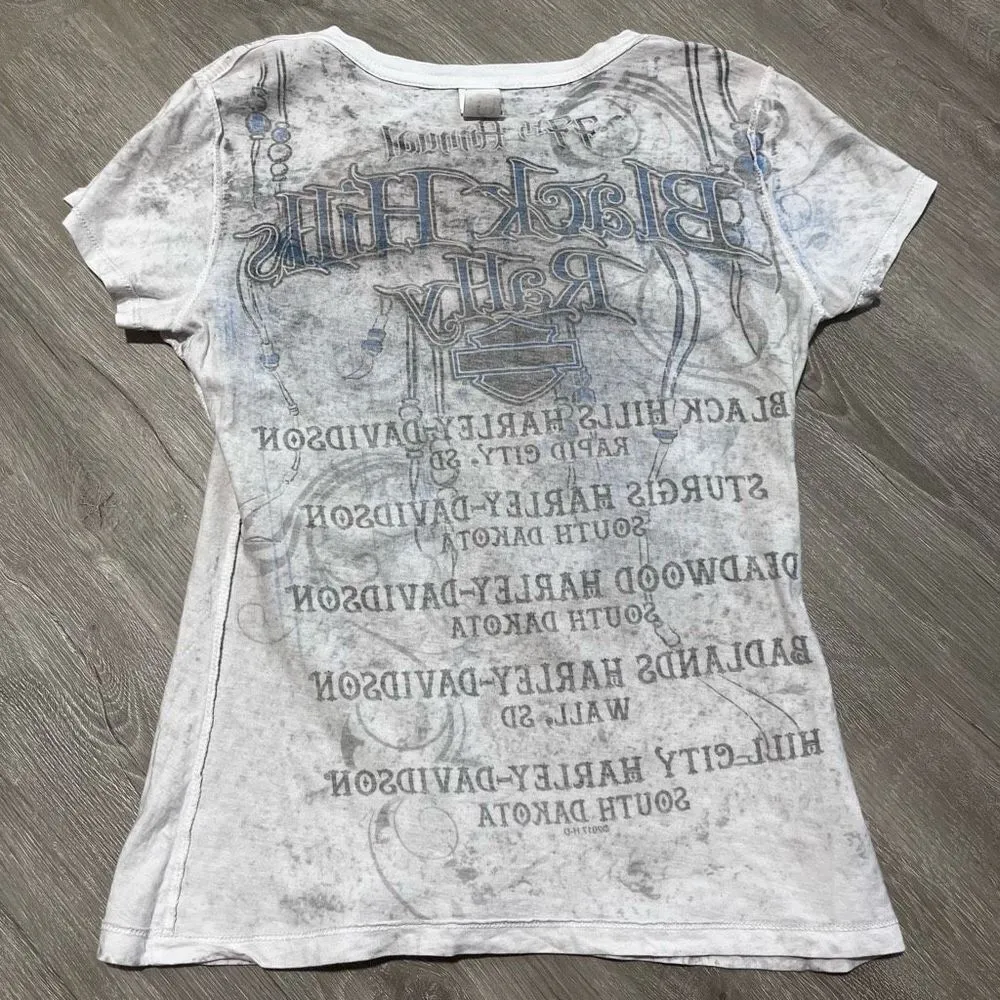 77th Annual
Black Hills
Rally
BLACK HILLS HARLEY-DAVIDSON
RAPID CITY, SD
STURGIS HARLEY-DAVIDSON
SOUTH DAKOTA
DEADWOOD HARLEY-DAVIDSON
SOUTH DAKOTA
BADLANDS HARLEY-DAVIDSON
WALL, SD
HILL CITY HARLEY-DAVIDSON
SOUTH DAKOTA
©2017 H-D